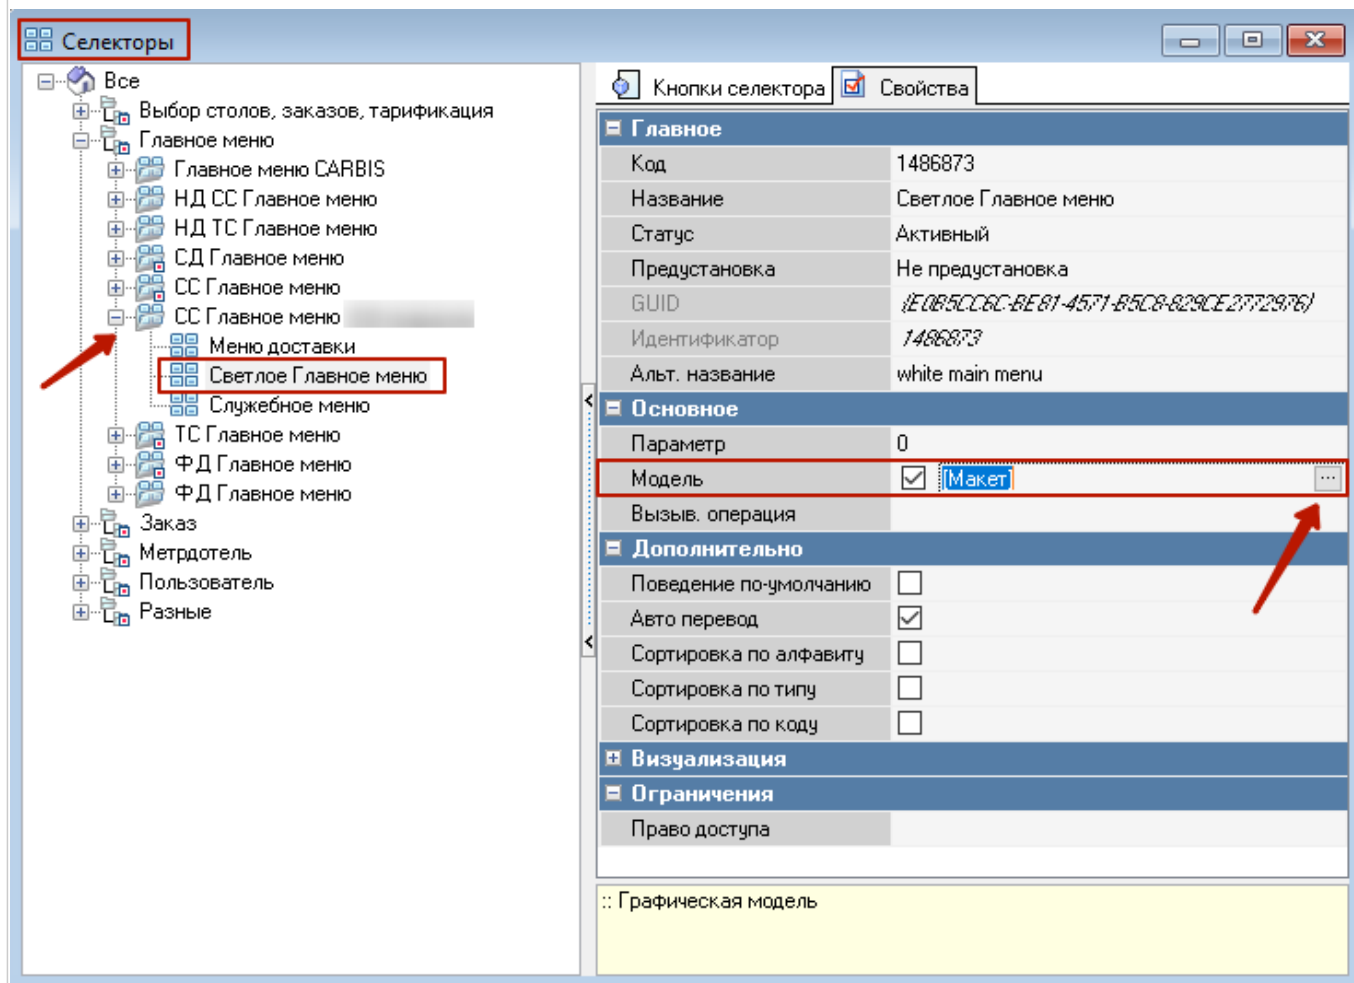 Селекторы
Все
Выбор столов, заказов, тарификация
Главное меню
Главное меню CARBIS
НД СС Главное меню
НД ТС Главное меню
СД Главное меню
СС Главное меню
СС Главное меню
Меню доставки
Светлое Главное меню
Служебное меню
ТС Главное меню
ФД Главное меню
ФД Главное меню
Заказ
Метрдотель
Пользователь
Разные
Кнопки селектора Свойства
Главное
Код 1486873
Название Светлое Главное меню
Статус Активный
Предустановка Не предустановка
GUID {E0B5CC6C-BE81-4571-B5C8-829CE2772976}
Идентификатор 1486873
Альт. название white main menu
Основное
Параметр 0
Модель [Макет] ...
Вызыв. операция
Дополнительно
Поведение по-умолчанию
Авто перевод
Сортировка по алфавиту
Сортировка по типу
Сортировка по коду
Визуализация
Ограничения
Право доступа
:: Графическая модель